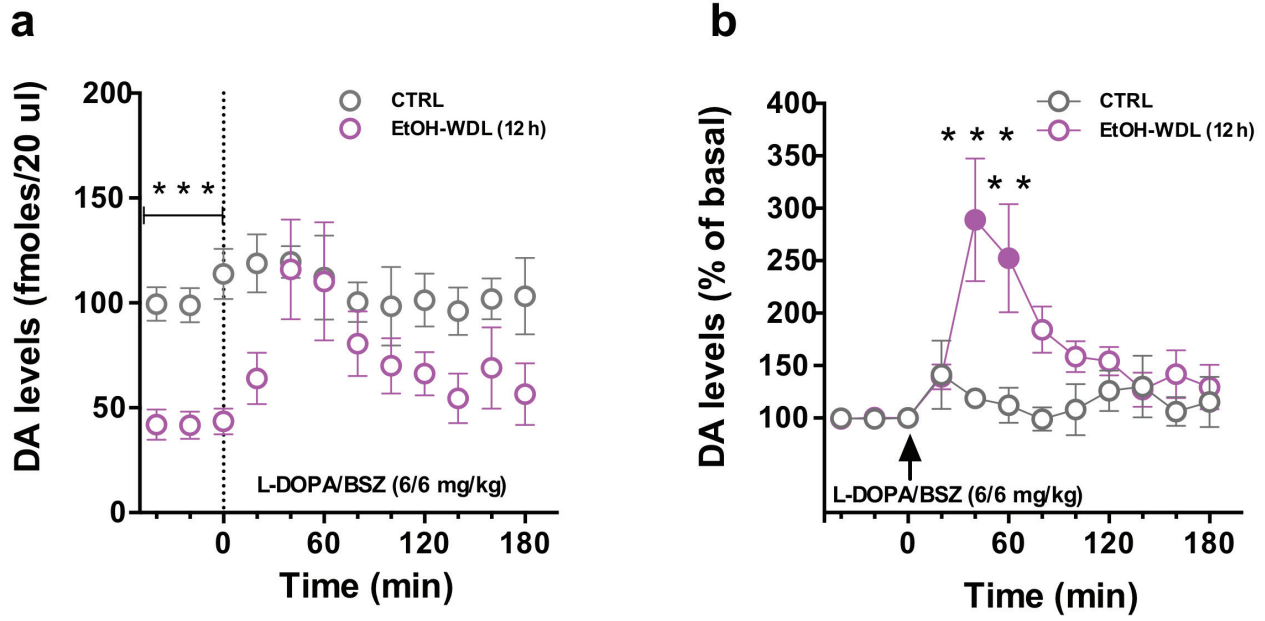 a
DA levels (fmoles/20 ul)
200
150
100
50
0
CTRL
EtOH-WDL (12 h)
* * *
L-DOPA/BSZ (6/6 mg/kg)
0 60 120 180
Time (min)
b
DA levels (% of basal)
400
350
300
250
200
150
100
CTRL
EtOH-WDL (12 h)
* * *
* *
L-DOPA/BSZ (6/6 mg/kg)
0 60 120 180
Time (min)